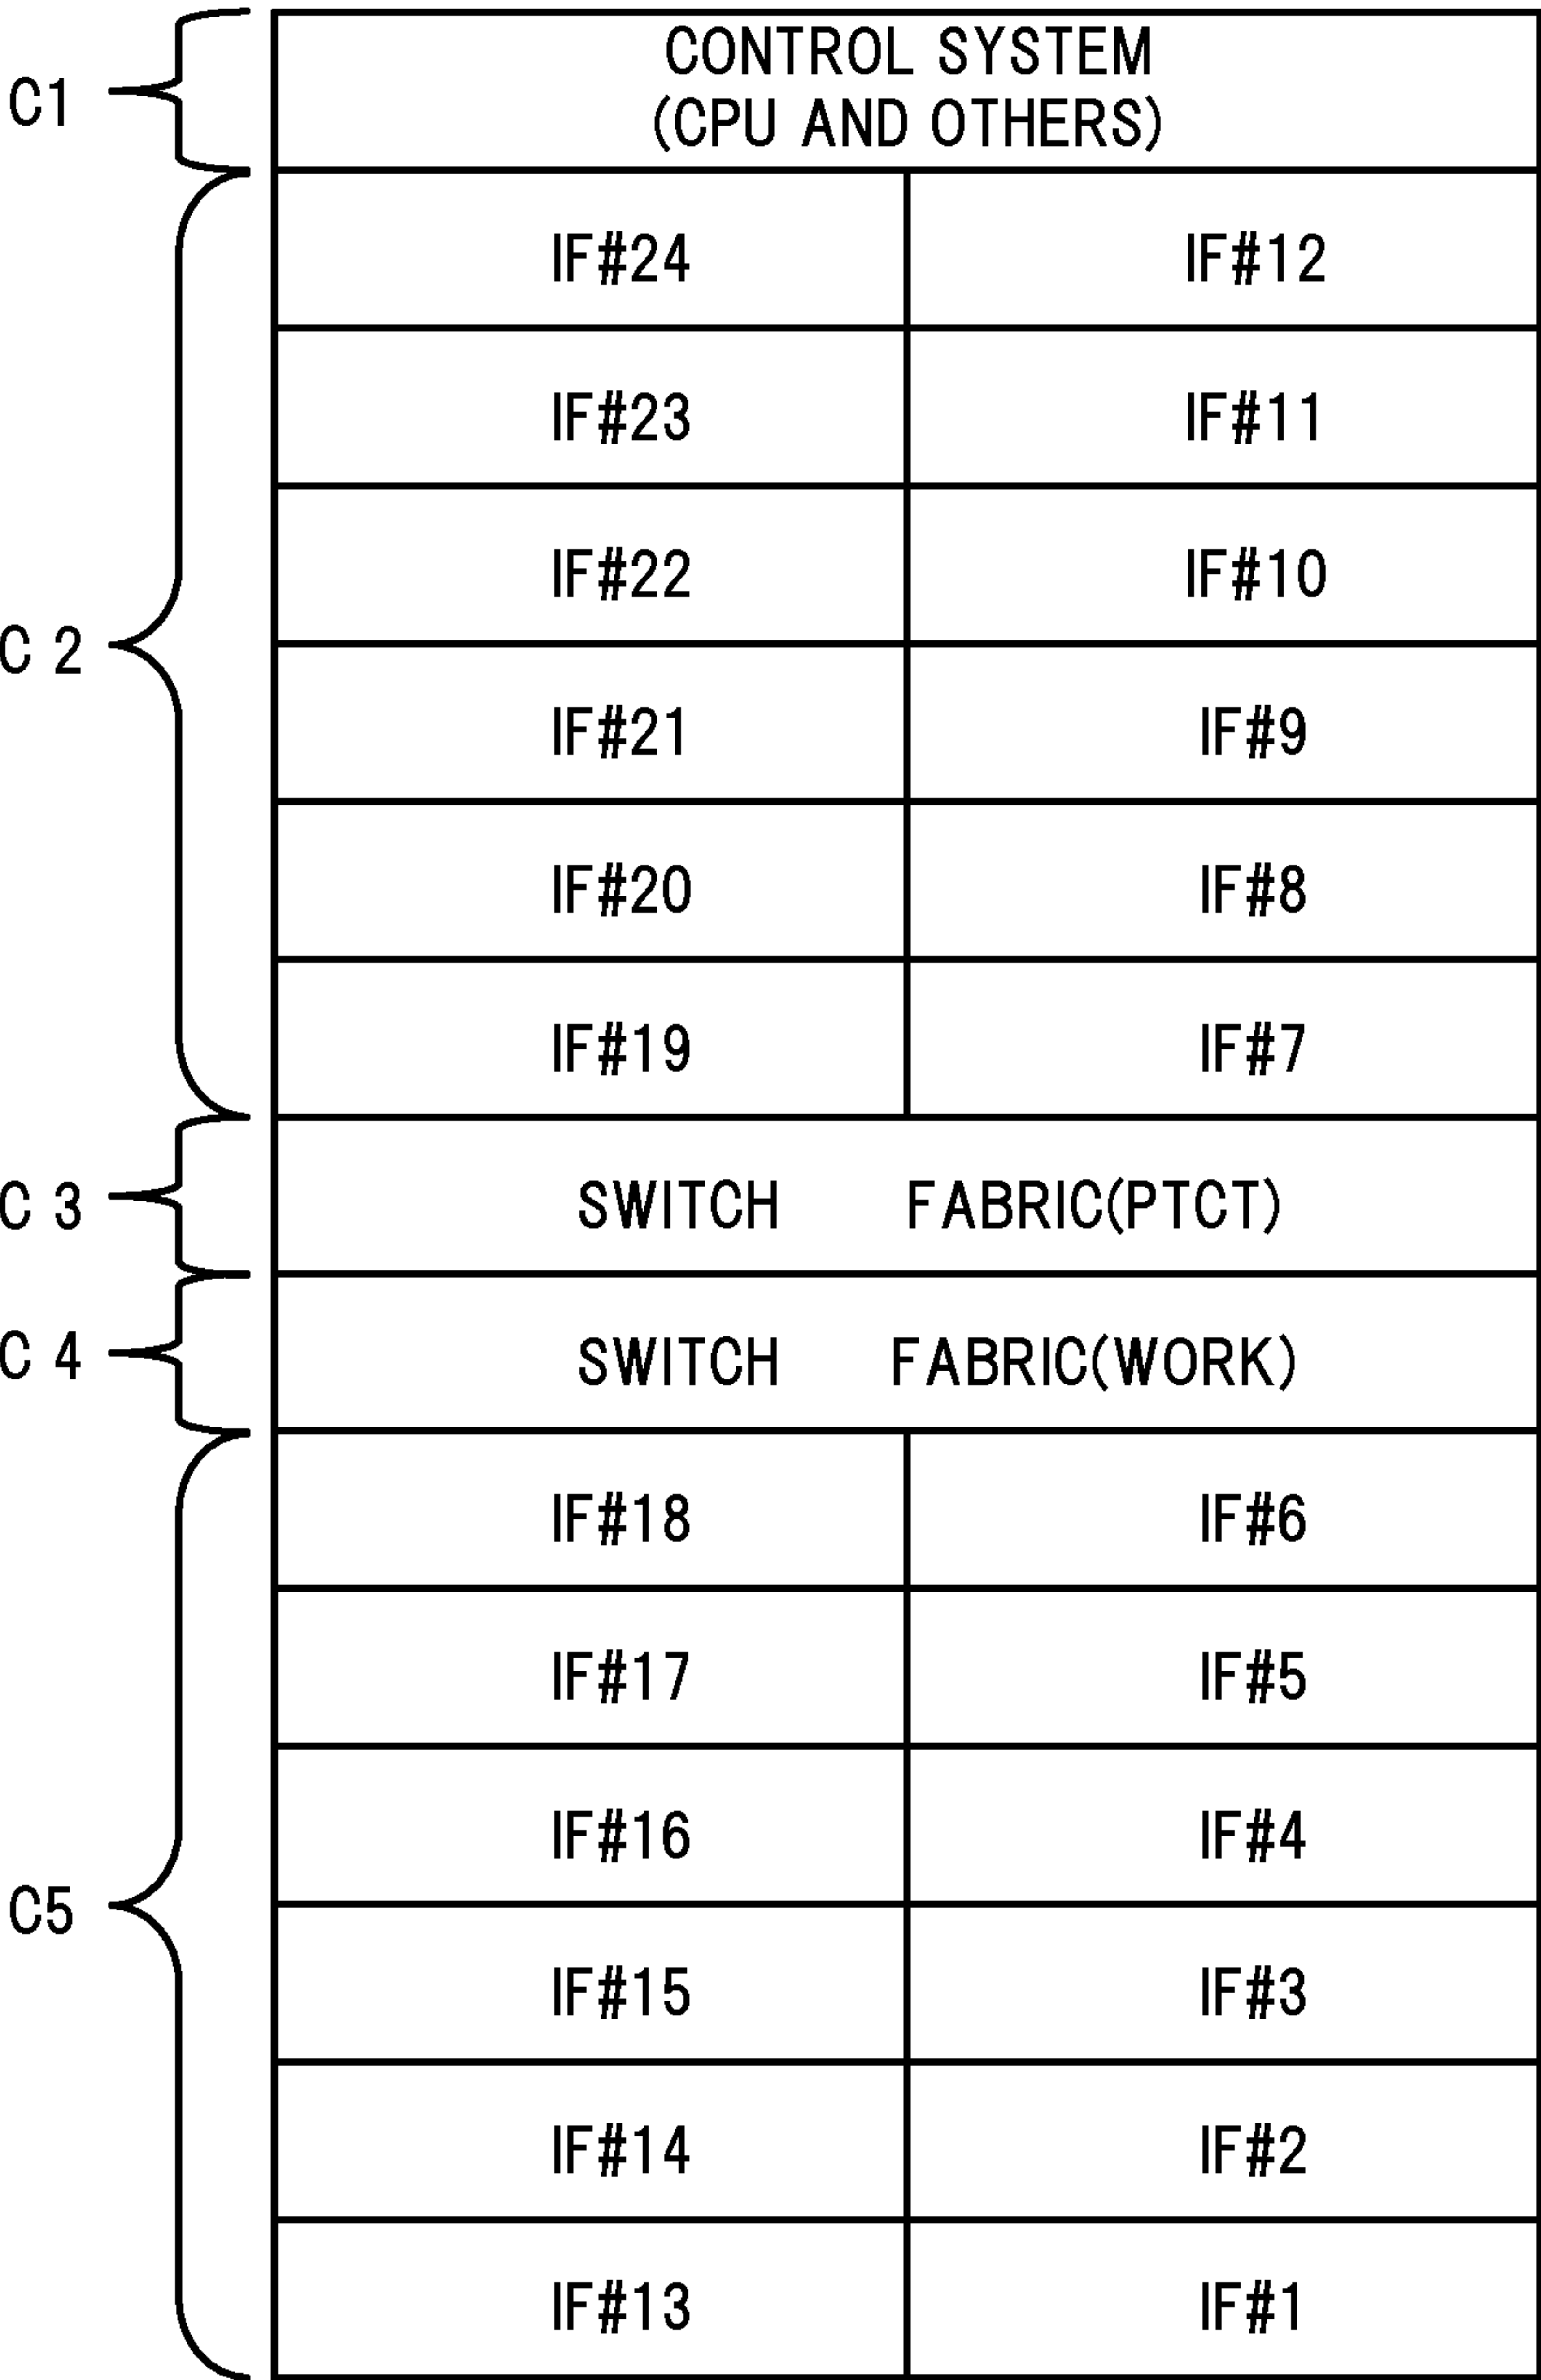 C1
CONTROL SYSTEM
(CPU AND OTHERS)
C 2
IF#24 IF#12
IF#23 IF#11
IF#22 IF#10
IF#21 IF#9
IF#20 IF#8
IF#19 IF#7
C 3
SWITCH FABRIC(PTCT)
C 4
SWITCH FABRIC(WORK)
C5
IF#18 IF#6
IF#17 IF#5
IF#16 IF#4
IF#15 IF#3
IF#14 IF#2
IF#13 IF#1